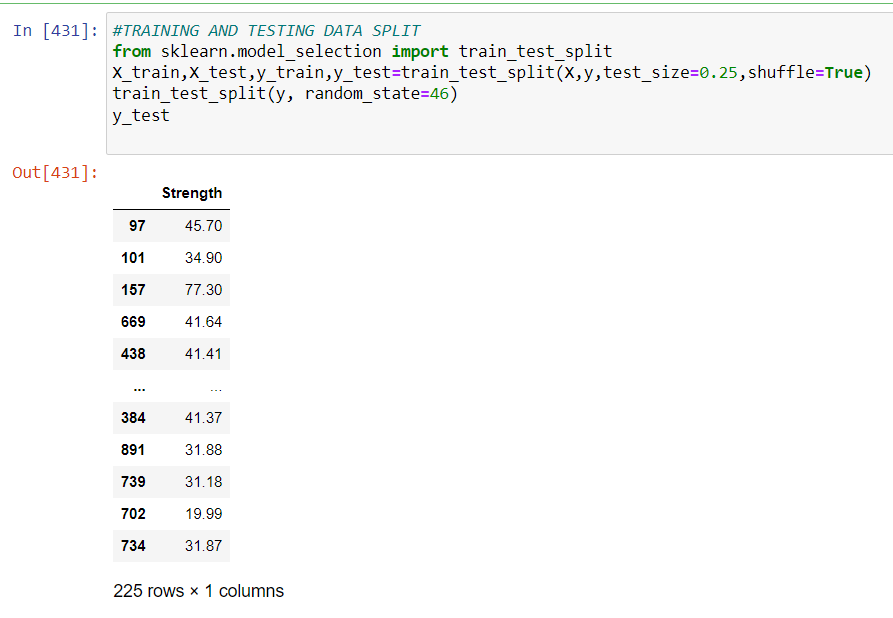 In [431]: #TRAINING AND TESTING DATA SPLIT
from sklearn.model_selection import train_test_split
X_train,X_test,y_train,y_test=train_test_split(X,y,test_size=0.25,shuffle=True)
train_test_split(y, random_state=46)
y_test
Out[431]:
Strength
97 45.70
101 34.90
157 77.30
669 41.64
438 41.41
... ...
384 41.37
891 31.88
739 31.18
702 19.99
734 31.87
225 rows × 1 columns